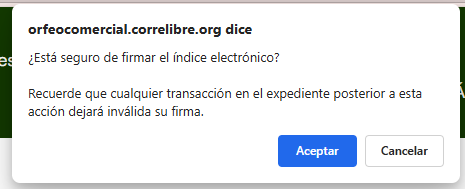 orfeocomercial.correlibre.org dice
¿Está seguro de firmar el índice electrónico?
Recuerde que cualquier transacción en el expediente posterior a esta
acción dejará inválida su firma.
Aceptar
Cancelar